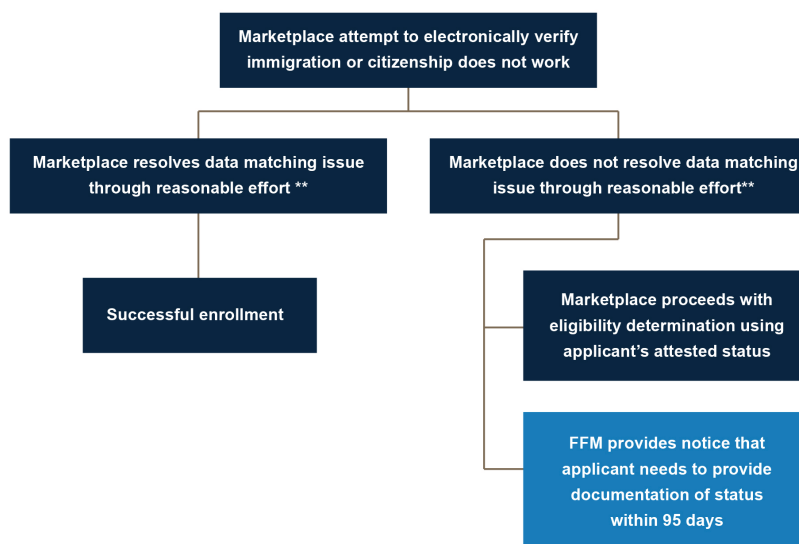 Marketplace attempt to electronically verify
immigration or citizenship does not work
Marketplace resolves data matching issue
through reasonable effort **
Marketplace does not resolve data matching
issue through reasonable effort**
Successful enrollment
Marketplace proceeds with
eligibility determination using
applicant’s attested status
FFM provides notice that
applicant needs to provide
documentation of status
within 95 days